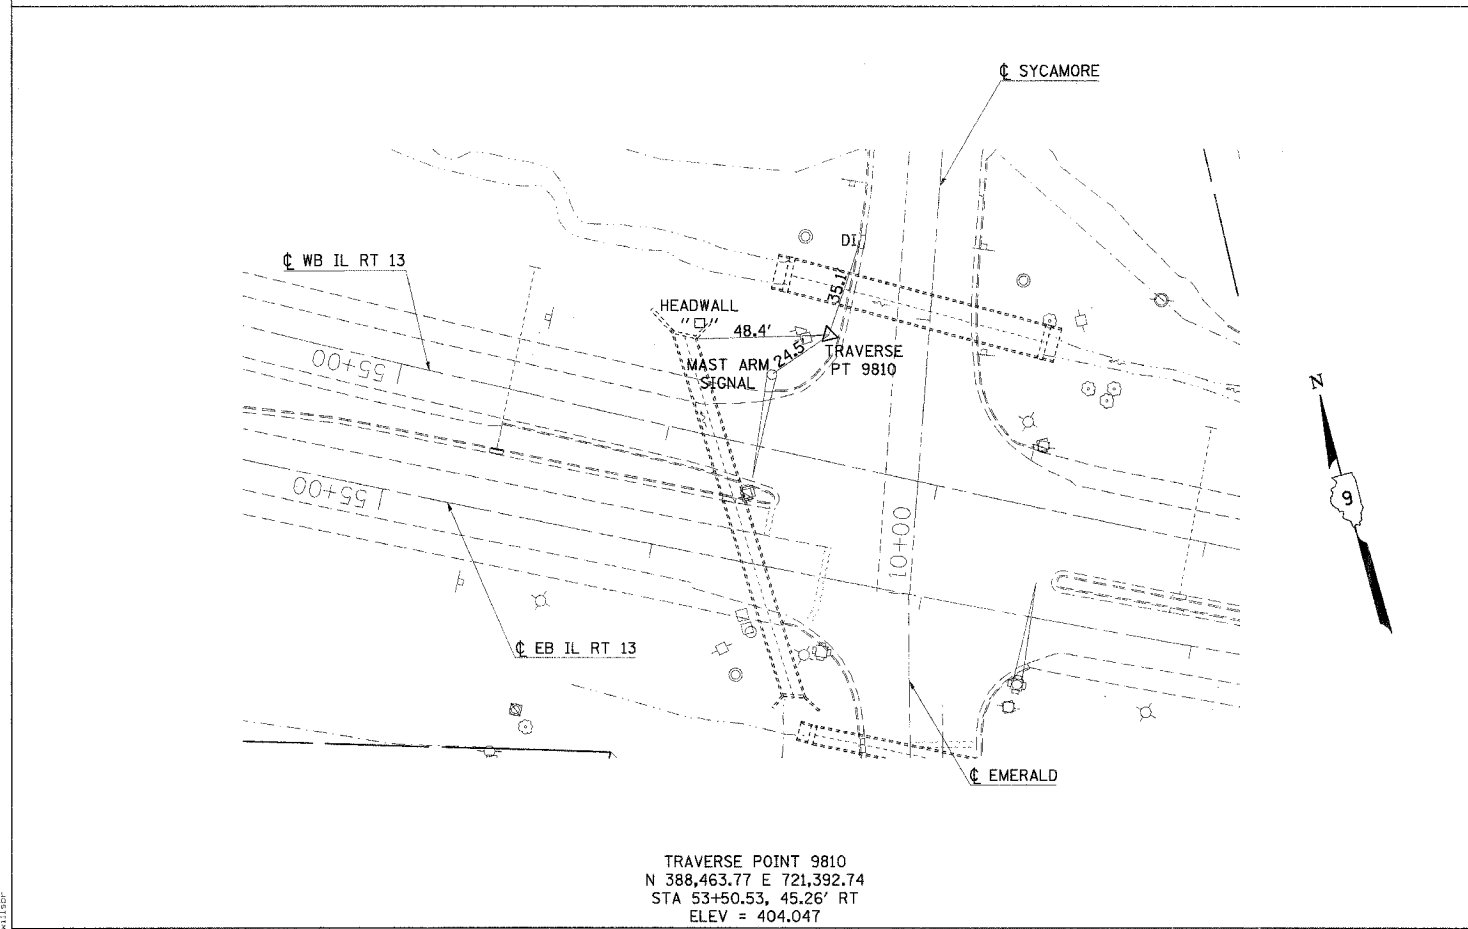 ℄ SYCAMORE
DI
℄ WB IL RT 13
35.1'
HEADWALL
48.4'
24.5'
TRAVERSE
PT 9810
MAST ARM
SIGNAL
55+00
N
55+00
9
10+00
℄ EB IL RT 13
℄ EMERALD
TRAVERSE POINT 9810
N 388,463.77 E 721,392.74
STA 53+50.53, 45.26' RT
ELEV = 404.047